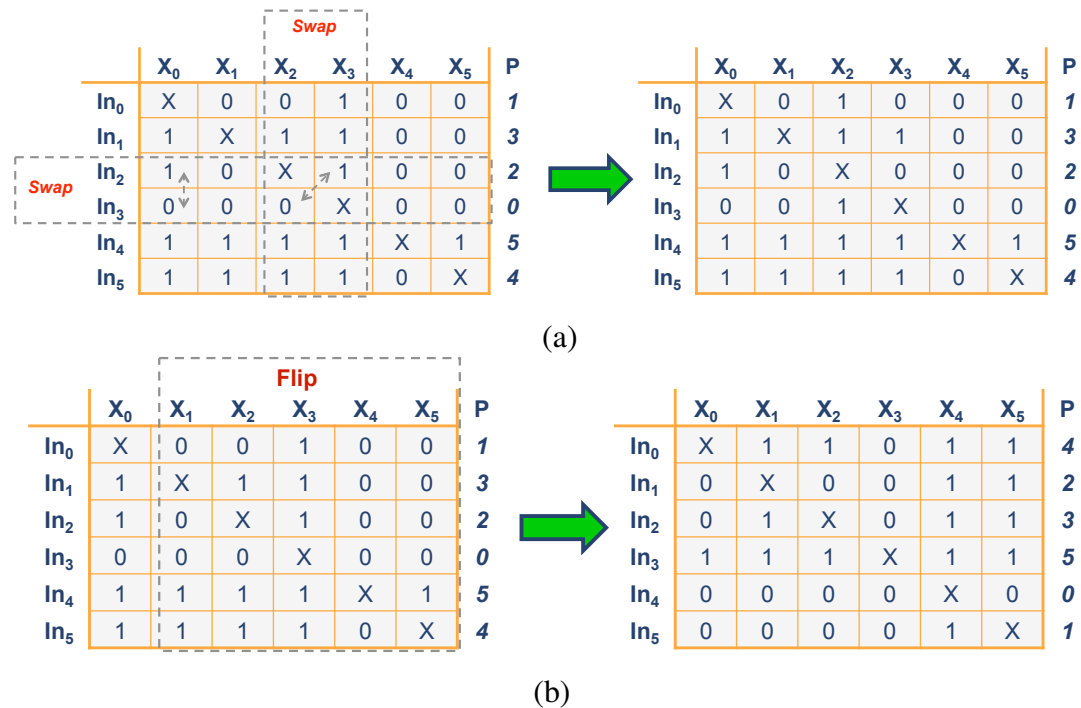 Swap
X0 X1 X2 X3 X4 X5 P
In0 X 0 0 1 0 0 1
In1 1 X 1 1 0 0 3
In2 1 0 X 1 0 0 2
Swap
In3 0 0 0 X 0 0 0
In4 1 1 1 1 X 1 5
In5 1 1 1 1 0 X 4
X0 X1 X2 X3 X4 X5 P
In0 X 0 1 0 0 0 1
In1 1 X 1 1 0 0 3
In2 1 0 X 0 0 0 2
In3 0 0 1 X 0 0 0
In4 1 1 1 1 X 1 5
In5 1 1 1 1 0 X 4
(a)
Flip
X0 X1 X2 X3 X4 X5 P
In0 X 0 0 1 0 0 1
In1 1 X 1 1 0 0 3
In2 1 0 X 1 0 0 2
In3 0 0 0 X 0 0 0
In4 1 1 1 1 X 1 5
In5 1 1 1 1 0 X 4
X0 X1 X2 X3 X4 X5 P
In0 X 1 1 0 1 1 4
In1 0 X 0 0 1 1 2
In2 0 1 X 0 1 1 3
In3 1 1 1 X 1 1 5
In4 0 0 0 0 X 0 0
In5 0 0 0 0 1 X 1
(b)